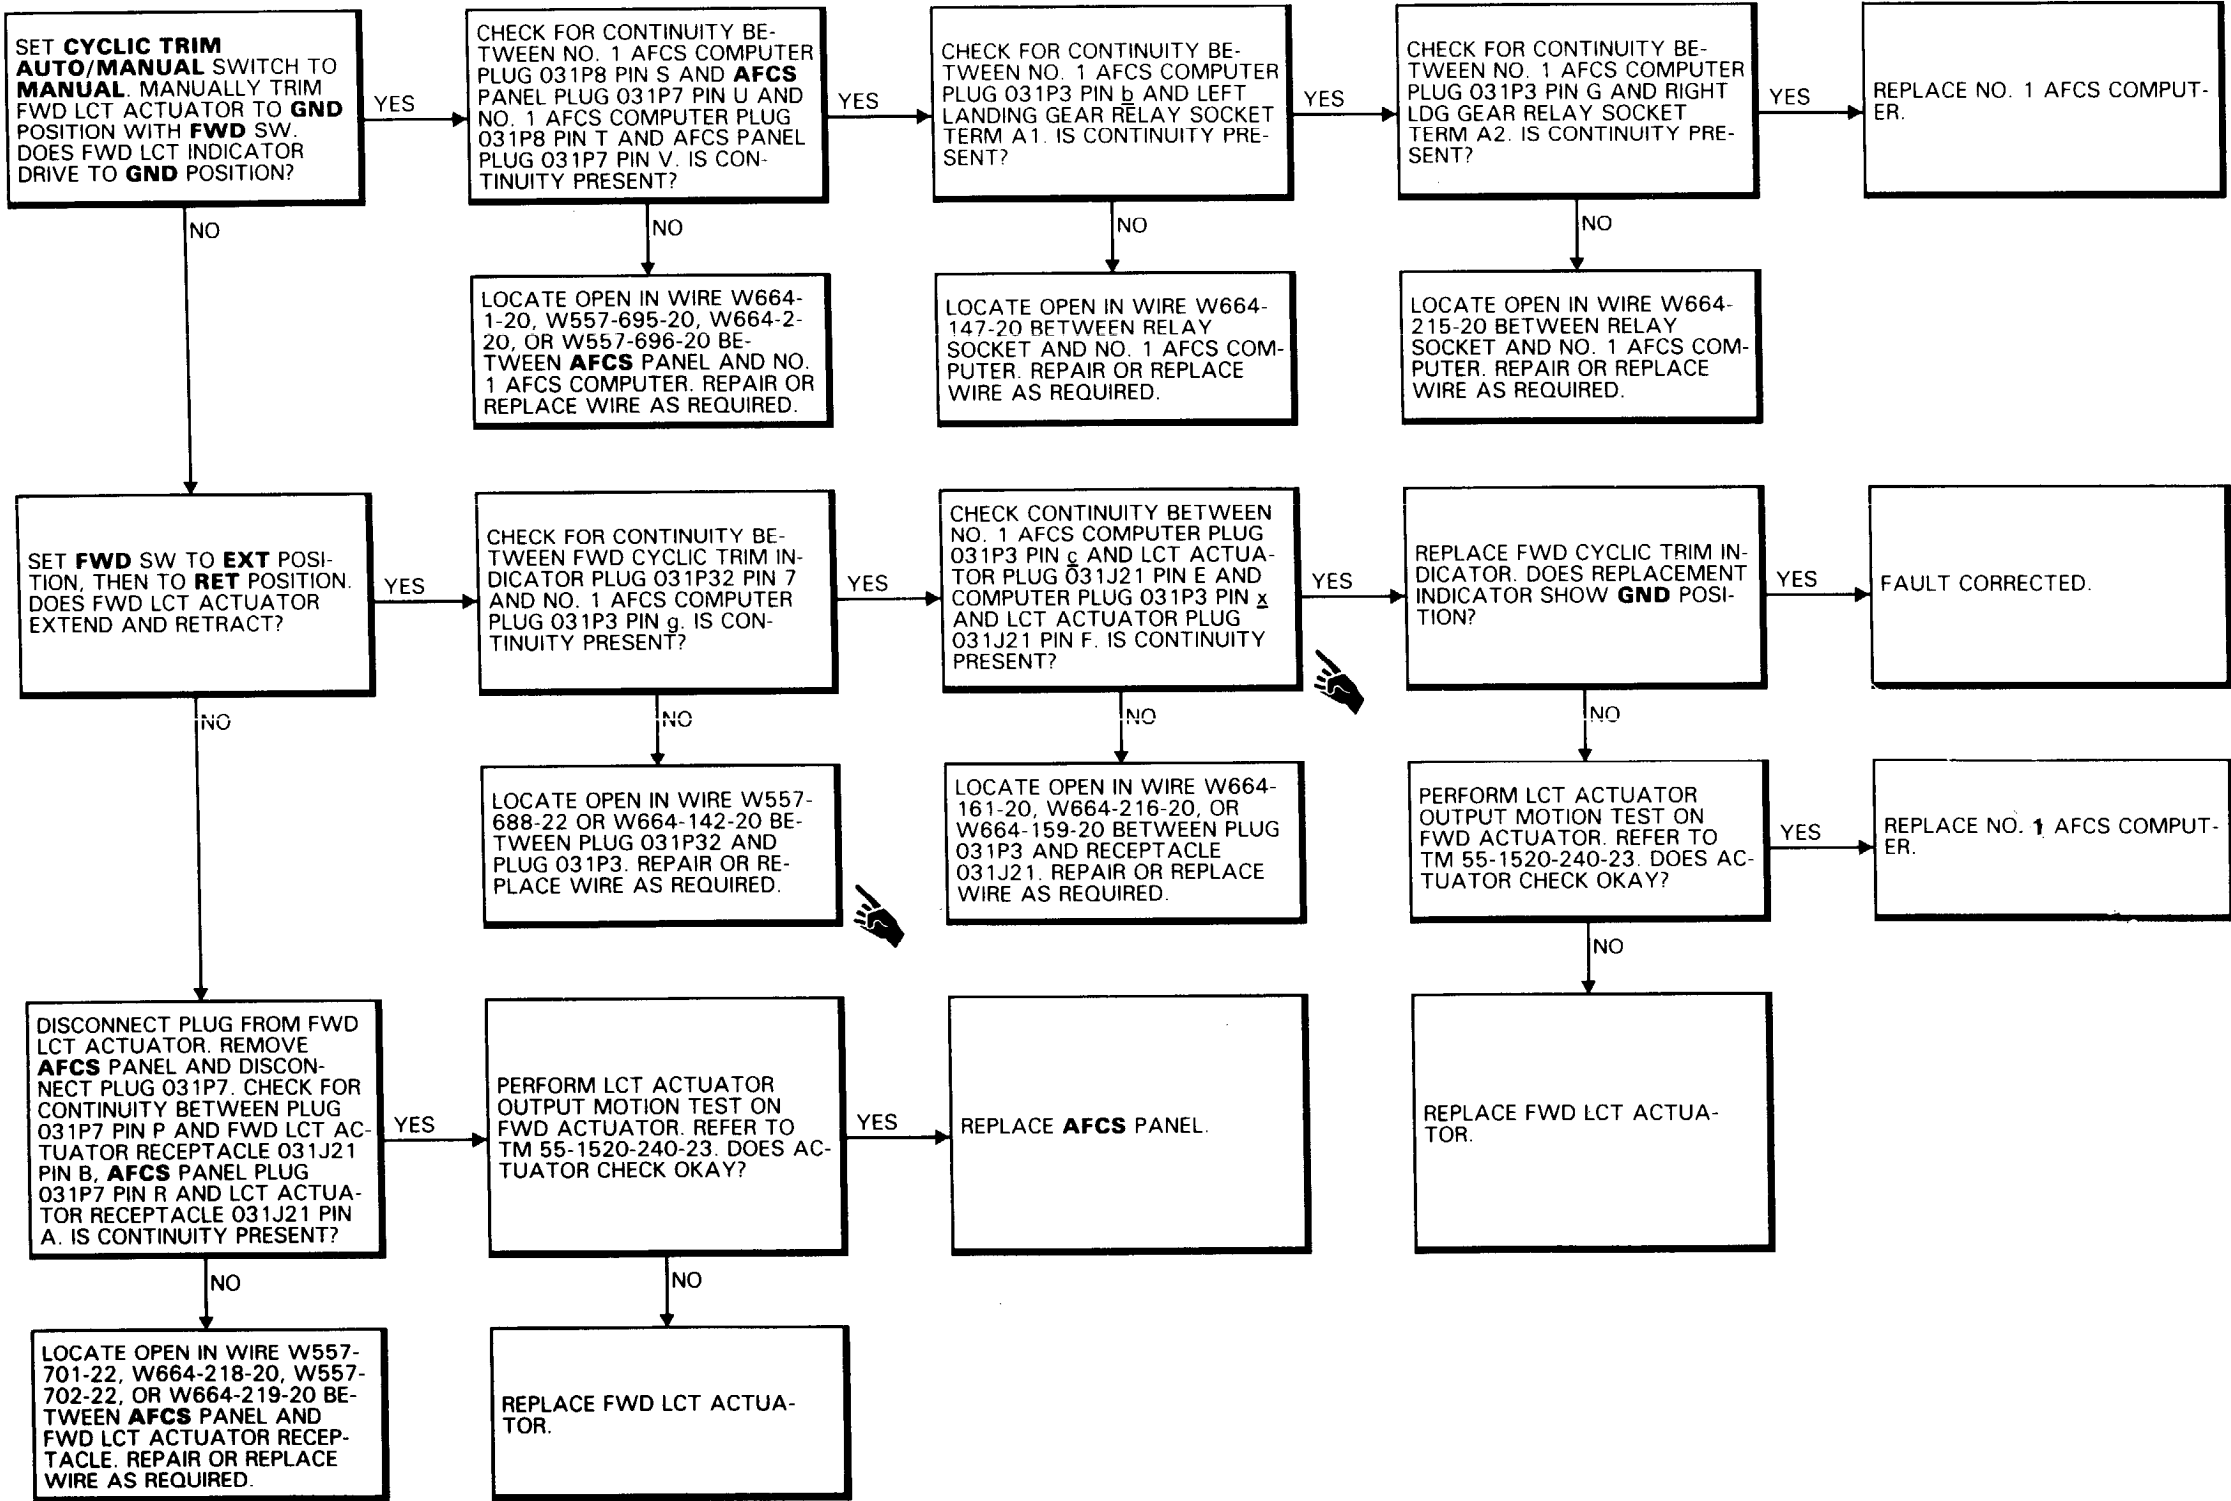 SET CYCLIC TRIM
AUTO/MANUAL SWITCH TO
MANUAL. MANUALLY TRIM
FWD LCT ACTUATOR TO GND
POSITION WITH FWD SW.
DOES FWD LCT INDICATOR
DRIVE TO GND POSITION?
YES
CHECK FOR CONTINUITY BE-
TWEEN NO. 1 AFCS COMPUTER
PLUG 031P8 PIN S AND AFCS
PANEL PLUG 031P7 PIN U AND
NO. 1 AFCS COMPUTER PLUG
031P8 PIN T AND AFCS PANEL
PLUG 031P7 PIN V. IS CON-
TINUITY PRESENT?
YES
CHECK FOR CONTINUITY BE-
TWEEN NO. 1 AFCS COMPUTER
PLUG 031P3 PIN b AND LEFT
LANDING GEAR RELAY SOCKET
TERM A1. IS CONTINUITY PRE-
SENT?
YES
CHECK FOR CONTINUITY BE-
TWEEN NO. 1 AFCS COMPUTER
PLUG 031P3 PIN G AND RIGHT
LDG GEAR RELAY SOCKET
TERM A2. IS CONTINUITY PRE-
SENT?
YES
REPLACE NO. 1 AFCS COMPUT-
ER.
NO
NO
NO
NO
LOCATE OPEN IN WIRE W664-
1-20, W557-695-20, W664-2-
20, OR W557-696-20 BE-
TWEEN AFCS PANEL AND NO.
1 AFCS COMPUTER. REPAIR OR
REPLACE WIRE AS REQUIRED.
LOCATE OPEN IN WIRE W664-
147-20 BETWEEN RELAY
SOCKET AND NO. 1 AFCS COM-
PUTER. REPAIR OR REPLACE
WIRE AS REQUIRED.
LOCATE OPEN IN WIRE W664-
215-20 BETWEEN RELAY
SOCKET AND NO. 1 AFCS COM-
PUTER. REPAIR OR REPLACE
WIRE AS REQUIRED.
SET FWD SW TO EXT POSI-
TION, THEN TO RET POSITION.
DOES FWD LCT ACTUATOR
EXTEND AND RETRACT?
YES
CHECK FOR CONTINUITY BE-
TWEEN FWD CYCLIC TRIM IN-
DICATOR PLUG 031P32 PIN 7
AND NO. 1 AFCS COMPUTER
PLUG 031P3 PIN g. IS CON-
TINUITY PRESENT?
YES
CHECK CONTINUITY BETWEEN
NO. 1 AFCS COMPUTER PLUG
031P3 PIN c AND LCT ACTUA-
TOR PLUG 031J21 PIN E AND
COMPUTER PLUG 031P3 PIN x
AND LCT ACTUATOR PLUG
031J21 PIN F. IS CONTINUITY
PRESENT?
YES
REPLACE FWD CYCLIC TRIM IN-
DICATOR. DOES REPLACEMENT
INDICATOR SHOW GND POSI-
TION?
YES
FAULT CORRECTED.
NO
NO
NO
NO
LOCATE OPEN IN WIRE W557-
688-22 OR W664-142-20 BE-
TWEEN PLUG 031P32 AND
PLUG 031P3. REPAIR OR RE-
PLACE WIRE AS REQUIRED.
LOCATE OPEN IN WIRE W664-
161-20, W664-216-20, OR
W664-159-20 BETWEEN PLUG
031P3 AND RECEPTACLE
031J21. REPAIR OR REPLACE
WIRE AS REQUIRED.
PERFORM LCT ACTUATOR
OUTPUT MOTION TEST ON
FWD ACTUATOR. REFER TO
TM 55-1520-240-23. DOES AC-
TUATOR CHECK OKAY?
YES
REPLACE NO. 1 AFCS COMPUT-
ER.
NO
DISCONNECT PLUG FROM FWD
LCT ACTUATOR. REMOVE
AFCS PANEL AND DISCON-
NECT PLUG 031P7. CHECK FOR
CONTINUITY BETWEEN PLUG
031P7 PIN P AND FWD LCT AC-
TUATOR RECEPTACLE 031J21
PIN B, AFCS PANEL PLUG
031P7 PIN R AND LCT ACTUA-
TOR RECEPTACLE 031J21 PIN
A. IS CONTINUITY PRESENT?
YES
PERFORM LCT ACTUATOR
OUTPUT MOTION TEST ON
FWD ACTUATOR. REFER TO
TM 55-1520-240-23. DOES AC-
TUATOR CHECK OKAY?
YES
REPLACE AFCS PANEL.
REPLACE FWD LCT ACTUA-
TOR.
NO
NO
LOCATE OPEN IN WIRE W557-
701-22, W664-218-20, W557-
702-22, OR W664-219-20 BE-
TWEEN AFCS PANEL AND
FWD LCT ACTUATOR RECEP-
TACLE. REPAIR OR REPLACE
WIRE AS REQUIRED.
REPLACE FWD LCT ACTUA-
TOR.